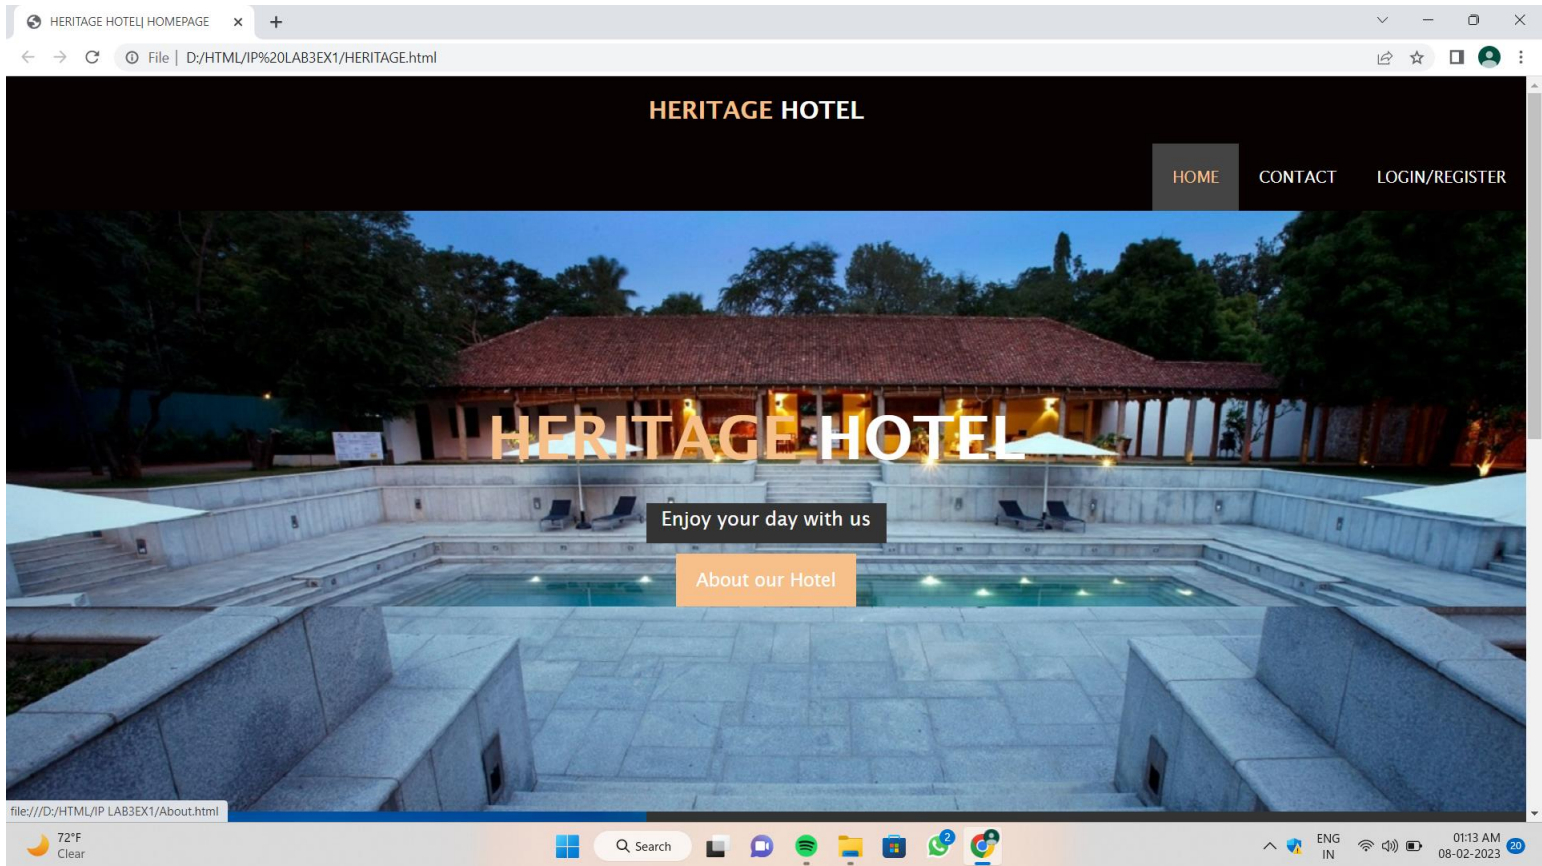 HERITAGE HOTEL| HOMEPAGE
File | D:/HTML/IP%20LAB3EX1/HERITAGE.html
HERITAGE HOTEL
HOME CONTACT LOGIN/REGISTER
HERITAGE HOTEL
Enjoy your day with us
About our Hotel
file:///D:/HTML/IP LAB3EX1/About.html
72°F
Clear
Search
2
ENG
IN
01:13 AM
08-02-2023
20